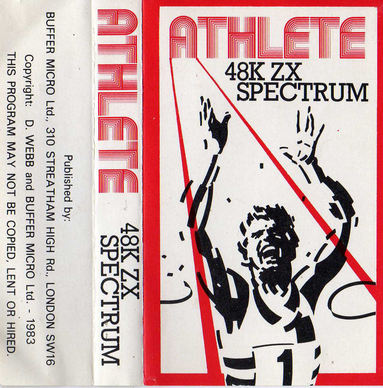 Published by:
BUFFER MICRO Ltd., 310 STREATHAM HIGH Rd., LONDON SW16
Copyright: D. WEBB and BUFFER MICRO Ltd - 1983
THIS PROGRAM MAY NOT BE COPIED, LENT OR HIRED.
ATHLETE
48K ZX
SPECTRUM
ATHLETE
48K ZX
SPECTRUM
1